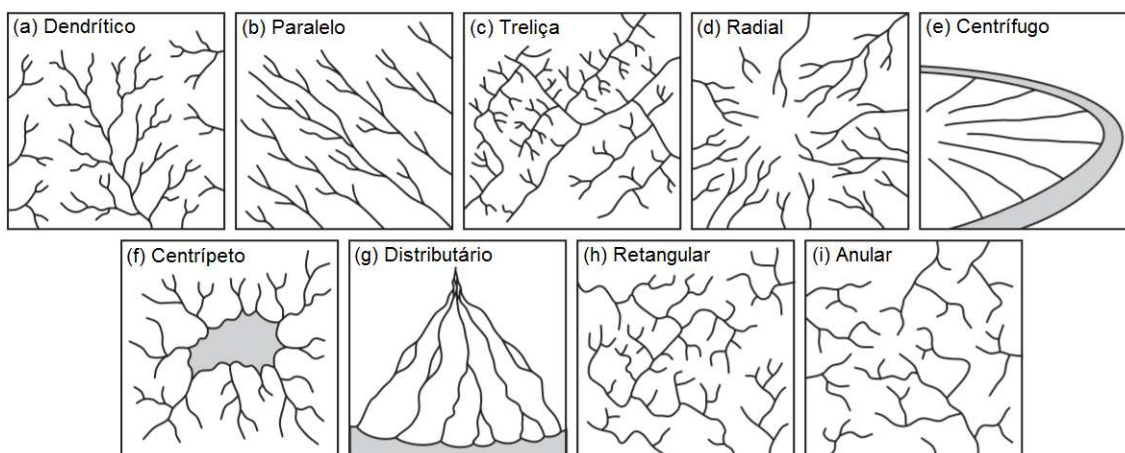 (a) Dendrítico
(b) Paralelo
(c) Treliça
(d) Radial
(e) Centrífugo
(f) Centrípeto
(g) Distributário
(h) Retangular
(i) Anular